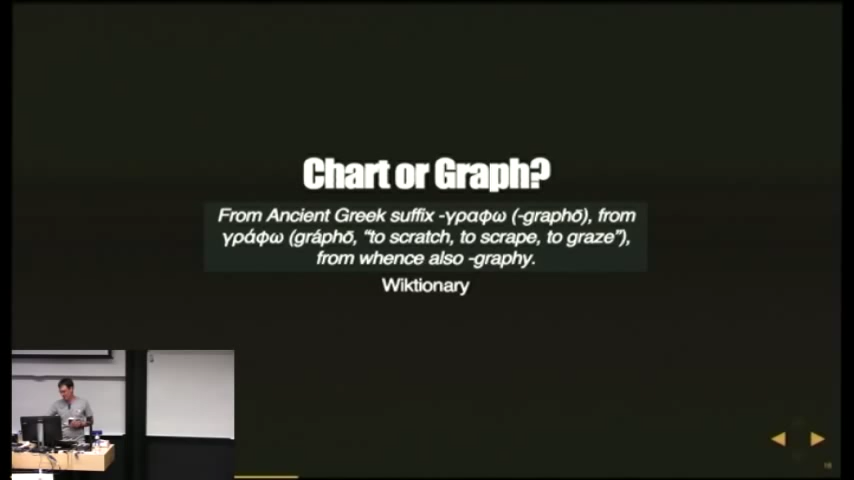 Chart or Graph?
From Ancient Greek suffix -γραφω (-graphō), from
γράφω (gráphō, “to scratch, to scrape, to graze”),
from whence also -graphy.
Wiktionary